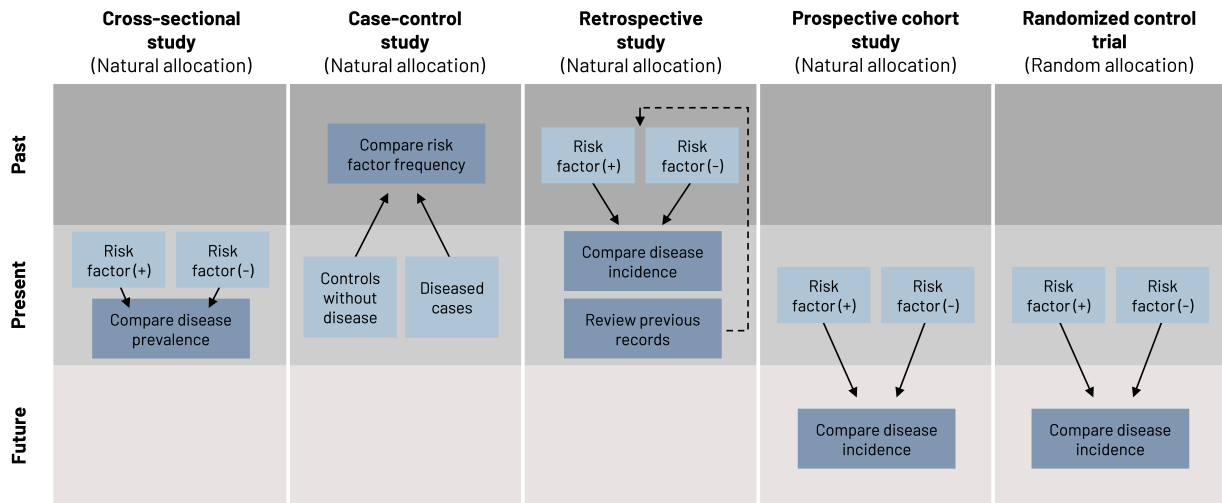 Cross-sectional
study
(Natural allocation)
Case-control
study
(Natural allocation)
Retrospective
study
(Natural allocation)
Prospective cohort
study
(Natural allocation)
Randomized control
trial
(Random allocation)
Past
Compare risk
factor frequency
Risk
factor (+)
Risk
factor (-)
Present
Risk
factor (+)
Risk
factor (-)
Compare disease
prevalence
Controls
without
disease
Diseased
cases
Compare disease
incidence
Review previous
records
Risk
factor (+)
Risk
factor (-)
Risk
factor (+)
Risk
factor (-)
Future
Compare disease
incidence
Compare disease
incidence